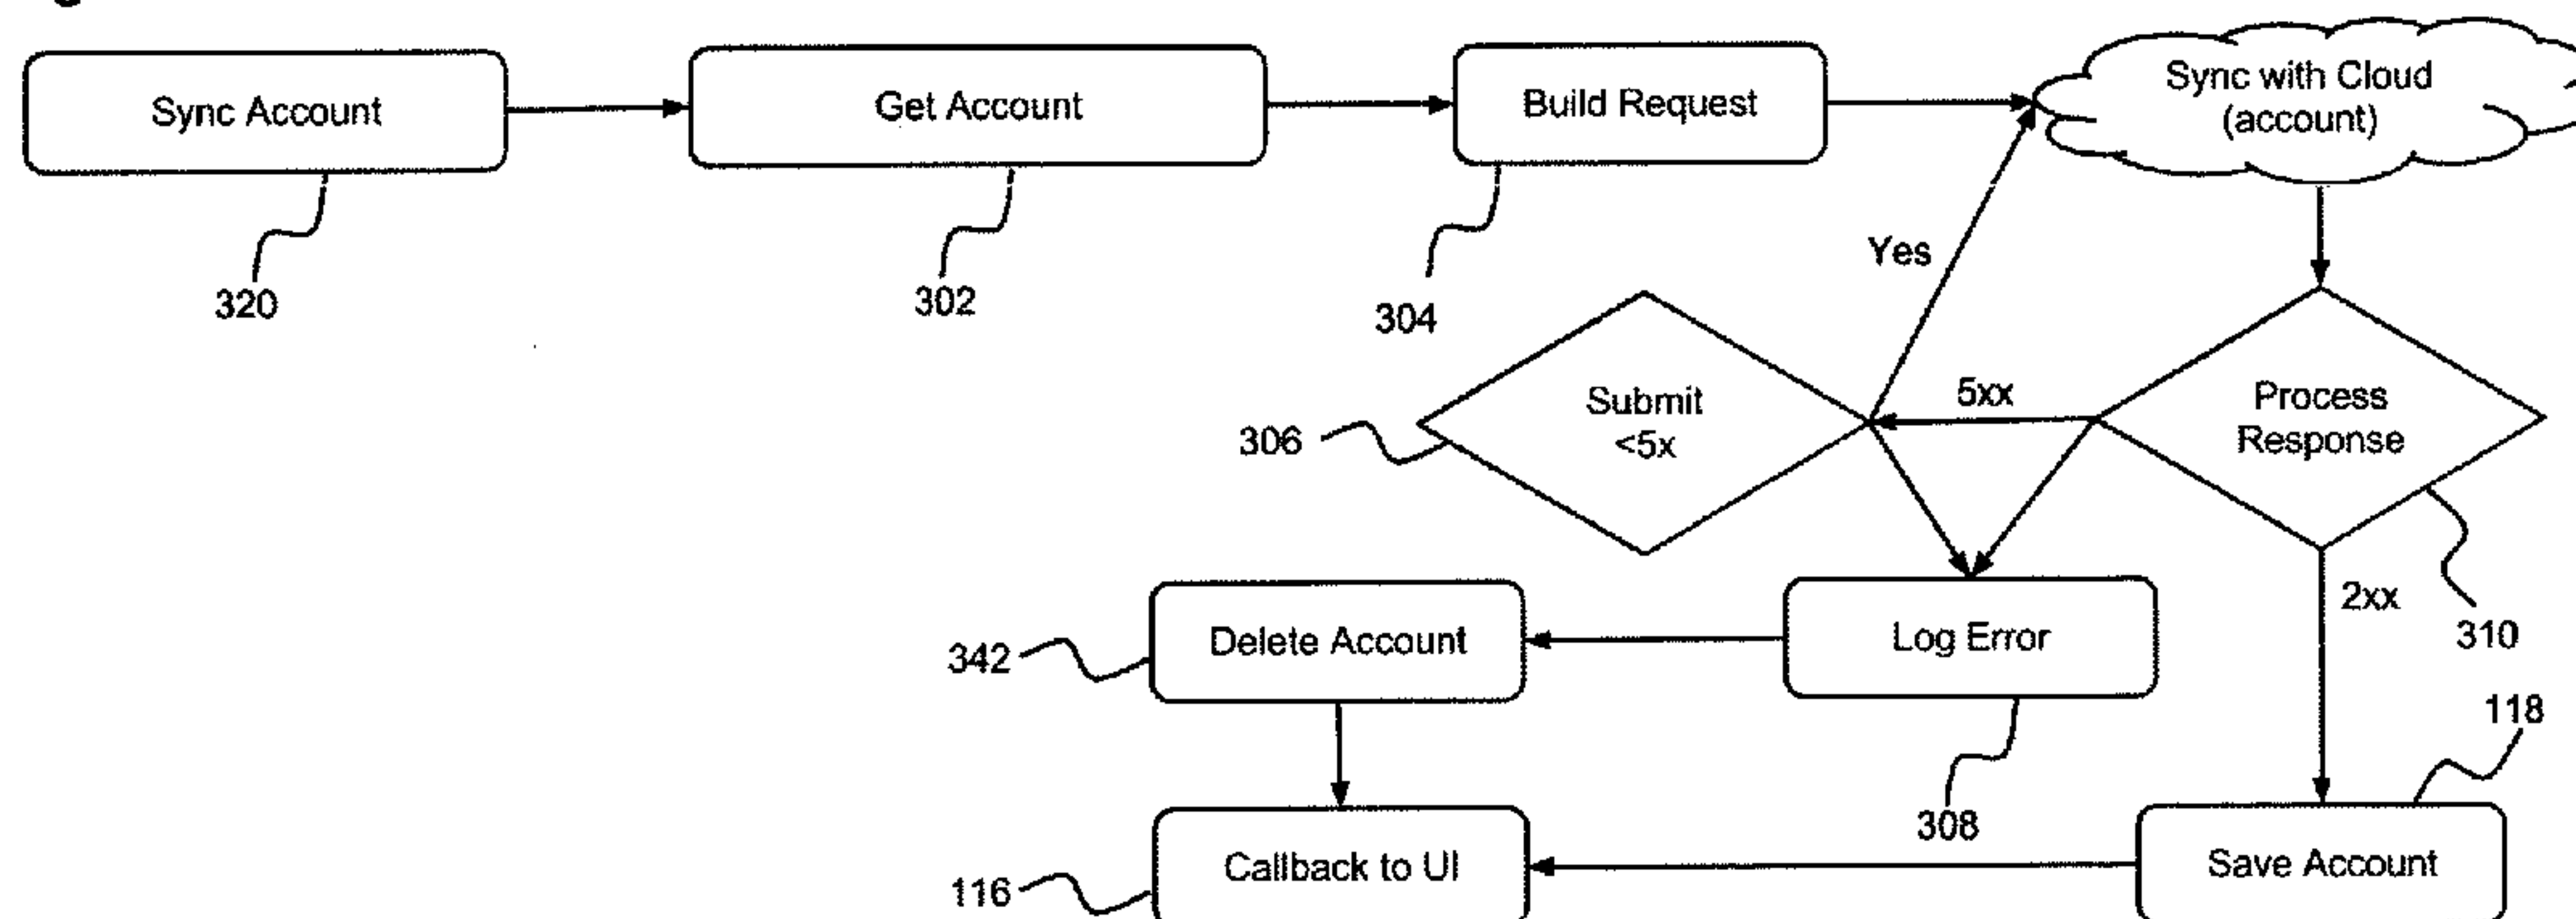 Sync Account
Get Account
Build Request
Sync with Cloud
(account)
320
302
304
Yes
5xx
Submit
<5x
306
Process
Response
310
2xx
Delete Account
342
Log Error
308
118
Callback to UI
116
Save Account